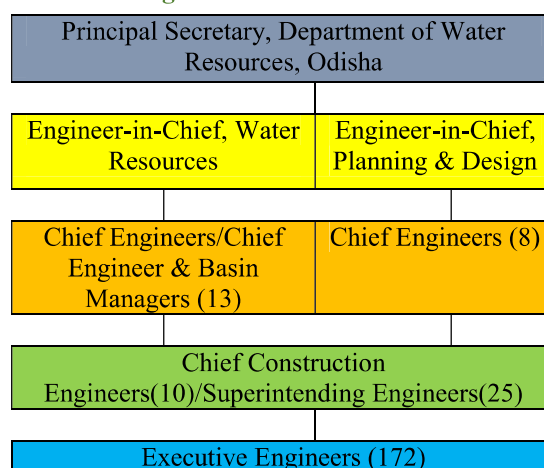 Principal Secretary, Department of Water
Resources, Odisha
Engineer-in-Chief, Water
Resources
Engineer-in-Chief,
Planning & Design
Chief Engineers/Chief
Engineer & Basin
Managers (13)
Chief Engineers (8)
Chief Construction
Engineers(10)/Superintending Engineers(25)
Executive Engineers (172)